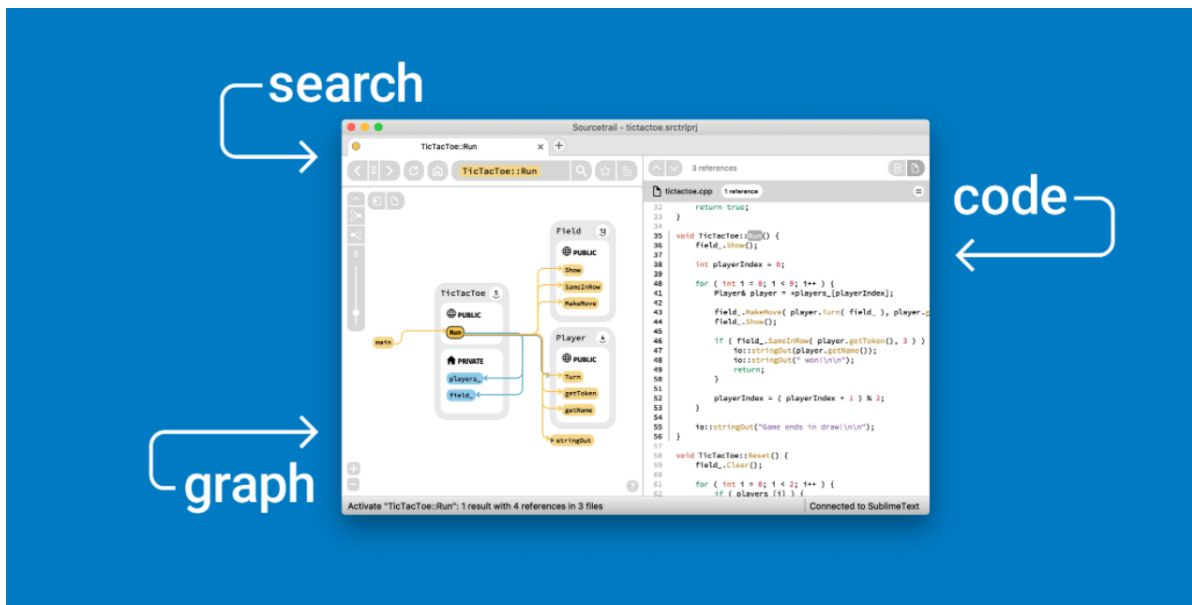 search
code
graph
Sourcetrail – tictactoe.srctrlprj
TicTacToe::Run
TicTacToe::Run
3 references
tictactoe.cpp 1 reference
main
TicTacToe 5
PUBLIC
Run
PRIVATE
players_
field_
Field 13
PUBLIC
Show
SameInRow
MakeMove
Player
PUBLIC
Turn
getToken
getName
stringOut
32 return true;
33 }
34
35 void TicTacToe::Run() {
36 field_.Show();
37
38 int playerIndex = 0;
39
40 for ( int i = 0; i < 9; i++ ) {
41 Player& player = *players_[playerIndex];
42
43 field_.MakeMove( player.Turn( field_ ), player.g
44 field_.Show();
45
46 if ( field_.SameInRow( player.getToken(), 3 ) )
47 io::stringOut(player.getName());
48 io::stringOut(" won!\n\n");
49 return;
50 }
51
52 playerIndex = ( playerIndex + 1 ) % 2;
53 }
54
55 io::stringOut("Game ends in draw!\n\n");
56 }
57
58 void TicTacToe::Reset() {
59 field_.Clear();
60
61 for ( int i = 0; i < 2; i++ ) {
62 if ( players_[i] ) {
Activate "TicTacToe::Run": 1 result with 4 references in 3 files
Connected to SublimeText